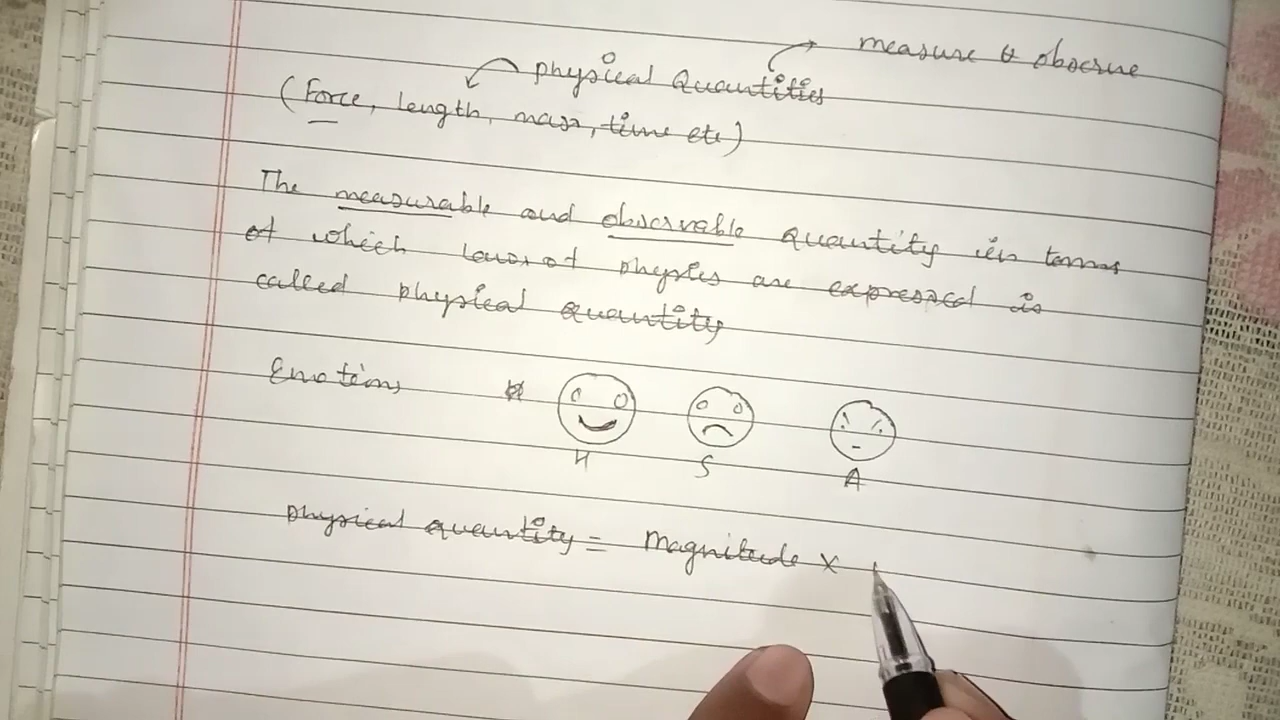 measure & obscrue
physical Quantities
(Force, length, mass, time etc)
The measurable and observable quantity in terms
of which laws of physics are expressed is
called physical quantity
Emotions
H S A
physical quantity = Magnitude ×